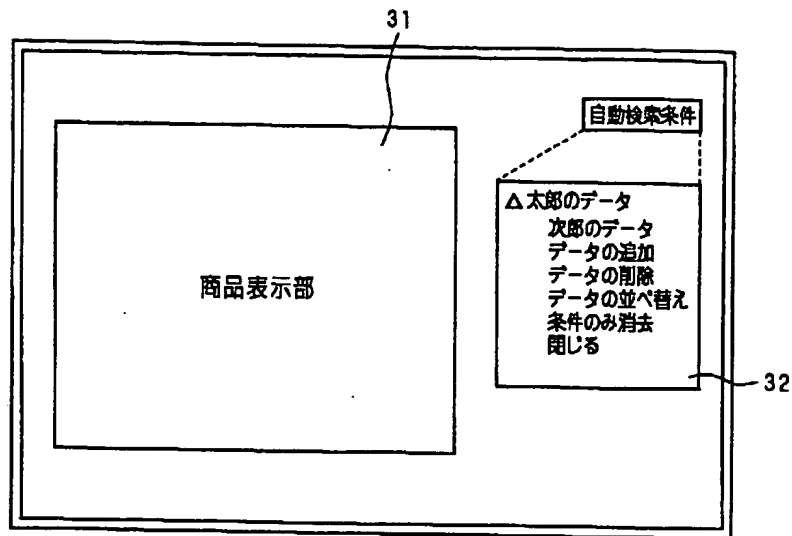 31
自動検索条件
△太郎のデータ
次郎のデータ
データの追加
データの削除
データの並べ替え
条件のみ消去
閉じる
商品表示部
32